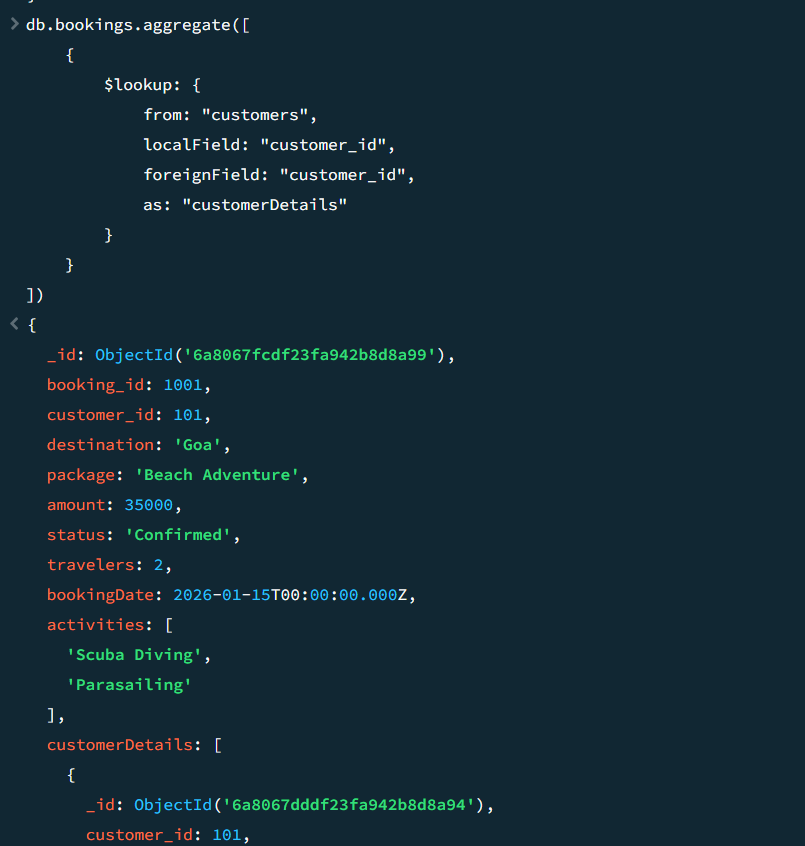 > db.bookings.aggregate([
{
$lookup: {
from: "customers",
localField: "customer_id",
foreignField: "customer_id",
as: "customerDetails"
}
}
])
< {
_id: ObjectId('6a8067fcdf23fa942b8d8a99'),
booking_id: 1001,
customer_id: 101,
destination: 'Goa',
package: 'Beach Adventure',
amount: 35000,
status: 'Confirmed',
travelers: 2,
bookingDate: 2026-01-15T00:00:00.000Z,
activities: [
'Scuba Diving',
'Parasailing'
],
customerDetails: [
{
_id: ObjectId('6a8067dddf23fa942b8d8a94'),
customer_id: 101,